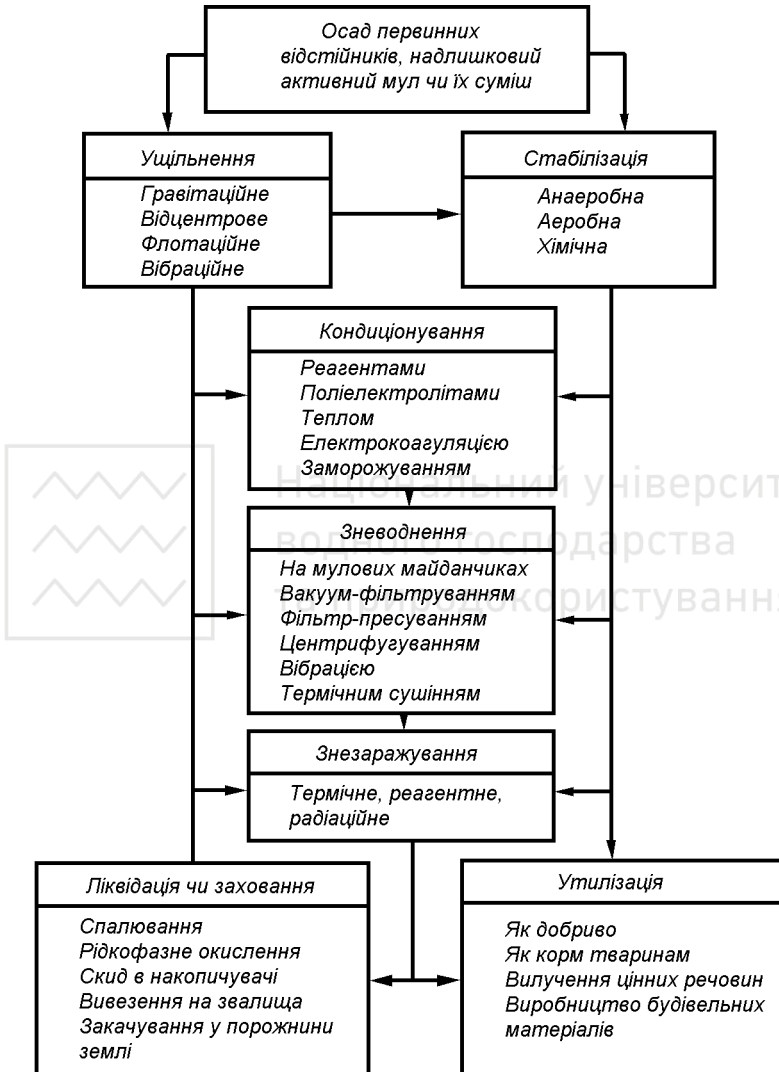 Осад первинних
відстійників, надлишковий
активний мул чи їх суміш
Ущільнення
Гравітаційне
Відцентрове
Флотаційне
Вібраційне
Стабілізація
Анаеробна
Аеробна
Хімічна
Кондиціонування
Реагентами
Поліелектролітами
Теплом
Електрокоагуляцією
Заморожуванням
Національний університ
водного господарства
та природокористування
Зневоднення
На мулових майданчиках
Вакуум-фільтруванням
Фільтр-пресуванням
Центрифугуванням
Вібрацією
Термічним сушінням
Знезаражування
Термічне, реагентне,
радіаційне
Ліквідація чи заховання
Спалювання
Рідкофазне окислення
Скид в накопичувачі
Вивезення на звалища
Закачування у порожнини
землі
Утилізація
Як добриво
Як корм тваринам
Вилучення цінних речовин
Виробництво будівельних
матеріалів